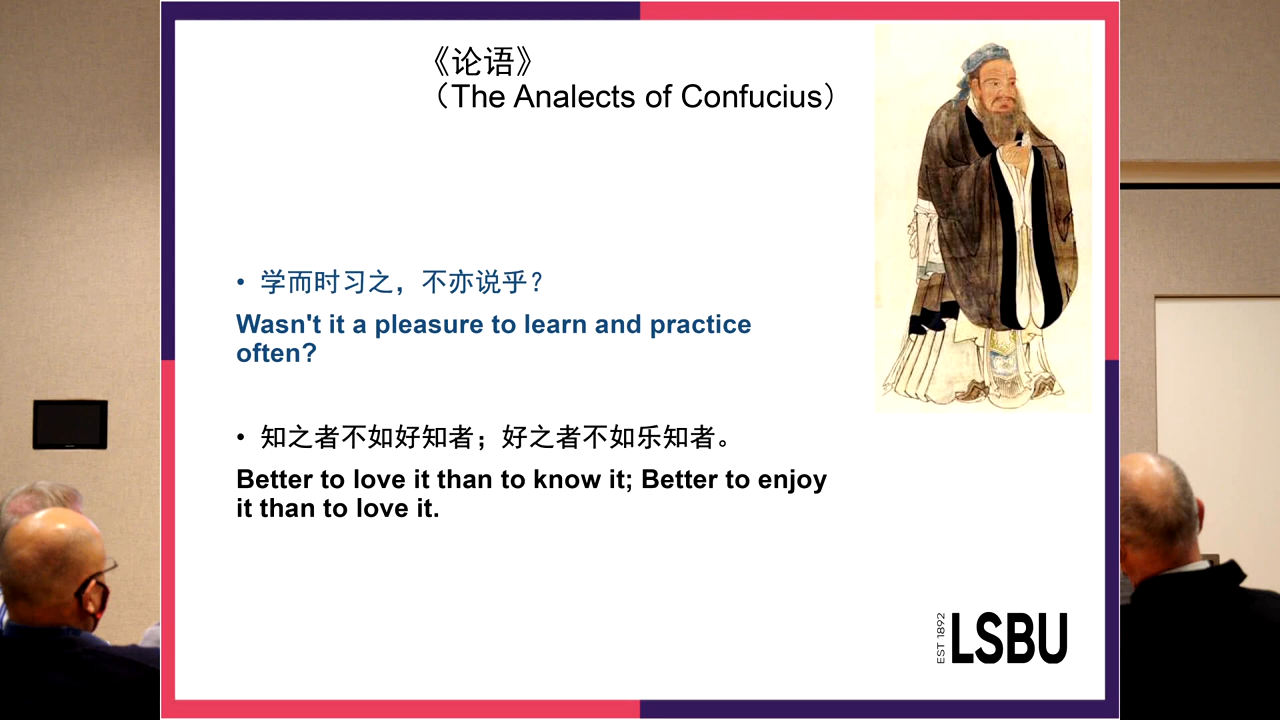 《论语》
（The Analects of Confucius）
• 学而时习之，不亦说乎？
Wasn't it a pleasure to learn and practice
often?
• 知之者不如好知者；好之者不如乐知者。
Better to love it than to know it; Better to enjoy
it than to love it.
EST 1892
LSBU